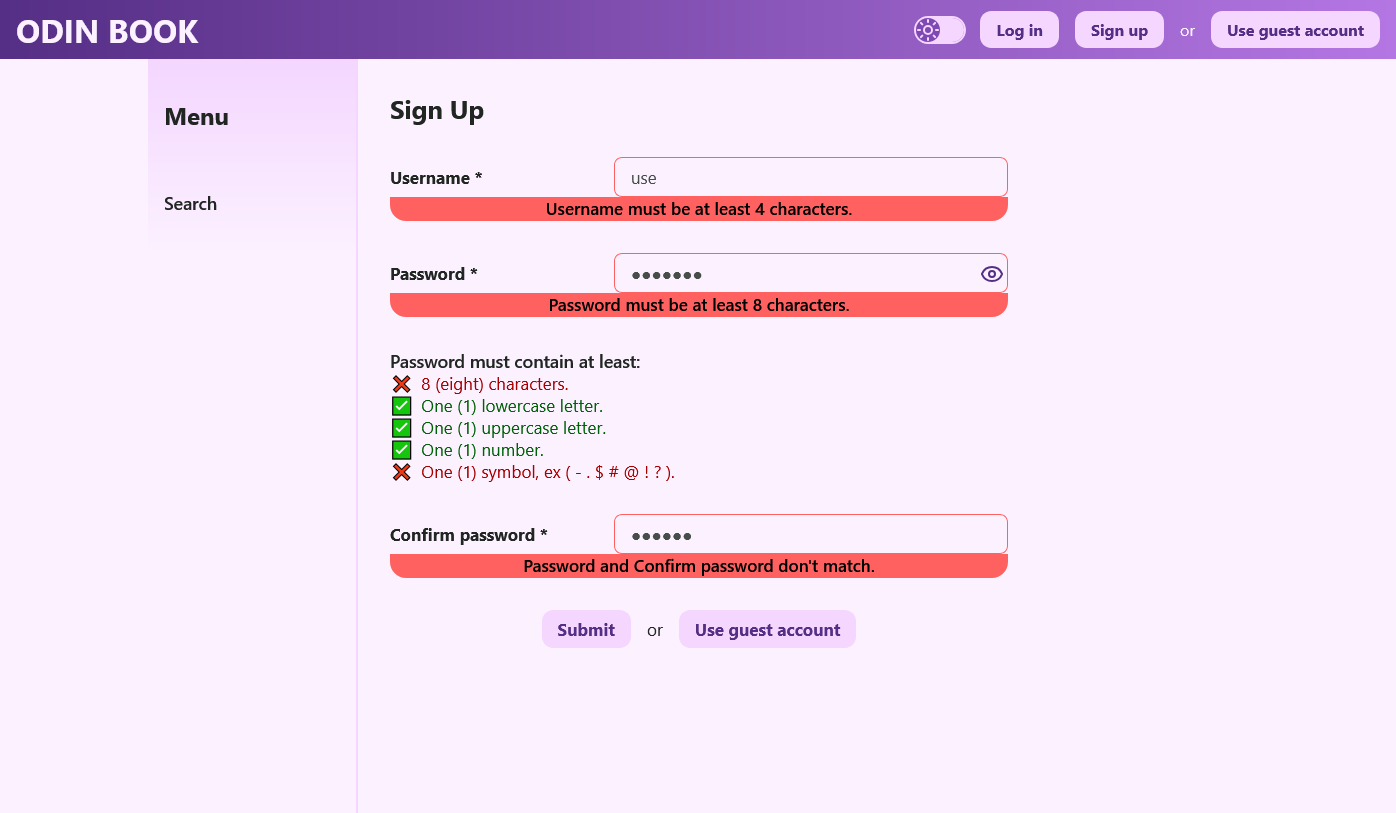 ODIN BOOK
Log in
Sign up
or
Use guest account
Menu
Search
Sign Up
Username *
use
Username must be at least 4 characters.
Password *
●●●●●●●
Password must be at least 8 characters.
Password must contain at least:
❌ 8 (eight) characters.
✅ One (1) lowercase letter.
✅ One (1) uppercase letter.
✅ One (1) number.
❌ One (1) symbol, ex ( - . $ # @ ! ? ).
Confirm password *
●●●●●●
Password and Confirm password don't match.
Submit
or
Use guest account